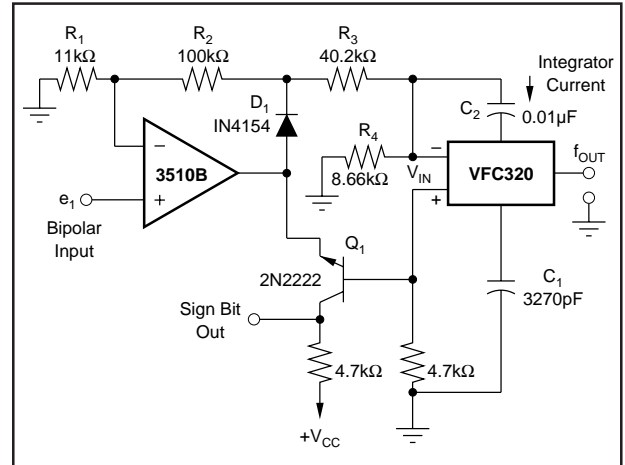 R1
11kΩ
R2
100kΩ
R3
40.2kΩ
Integrator
Current
D1
IN4154
C2
0.01µF
R4
8.66kΩ
3510B
−
+
e1
Bipolar
Input
VIN
−
+
VFC320
fOUT
Q1
2N2222
C1
3270pF
Sign Bit
Out
4.7kΩ
4.7kΩ
+VCC